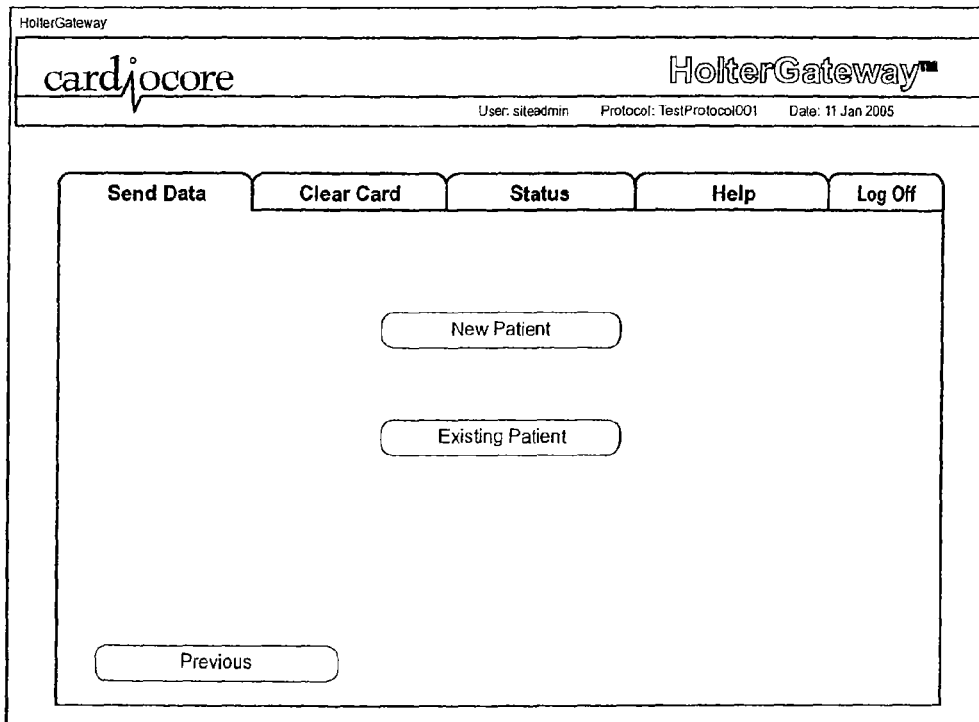 HolterGateway
cardiocore HolterGateway™
User: siteadmin Protocol: TestProtocol001 Date: 11 Jan 2005
Send Data Clear Card Status Help Log Off
New Patient
Existing Patient
Previous